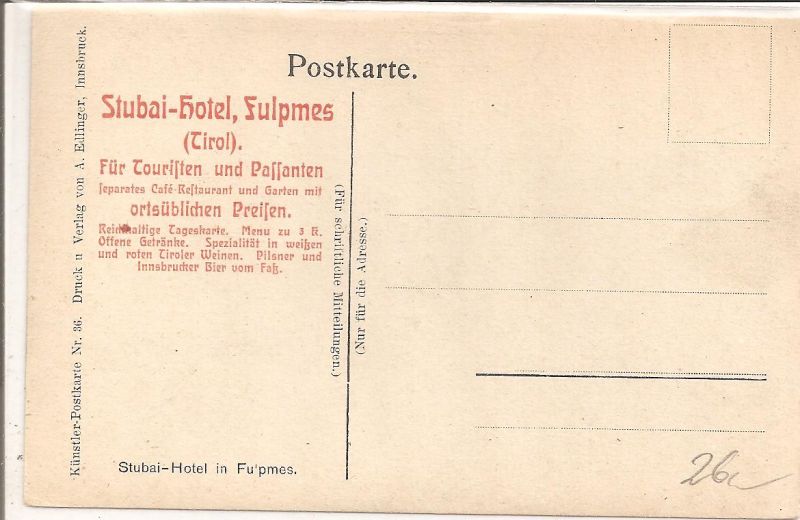 Postkarte.
Stubai-Hotel, Fulpmes
(Tirol).
Für Touriſten und Paſſanten
ſeparates Café-Reſtaurant und Garten mit
ortsüblichen Preiſen.
Reichhaltige Tageskarte. Menu zu 3 K.
Offene Getränke. Spezialität in weißen
und roten Tiroler Weinen. Pilsner und
Innsbrucker Bier vom Faß.
Künstler-Postkarte Nr. 36. Druck u Verlag von A. Edlinger, Innsbruck.
(Für schriftliche Mitteilungen.)
(Nur für die Adresse.)
Stubai-Hotel in Fu'pmes.